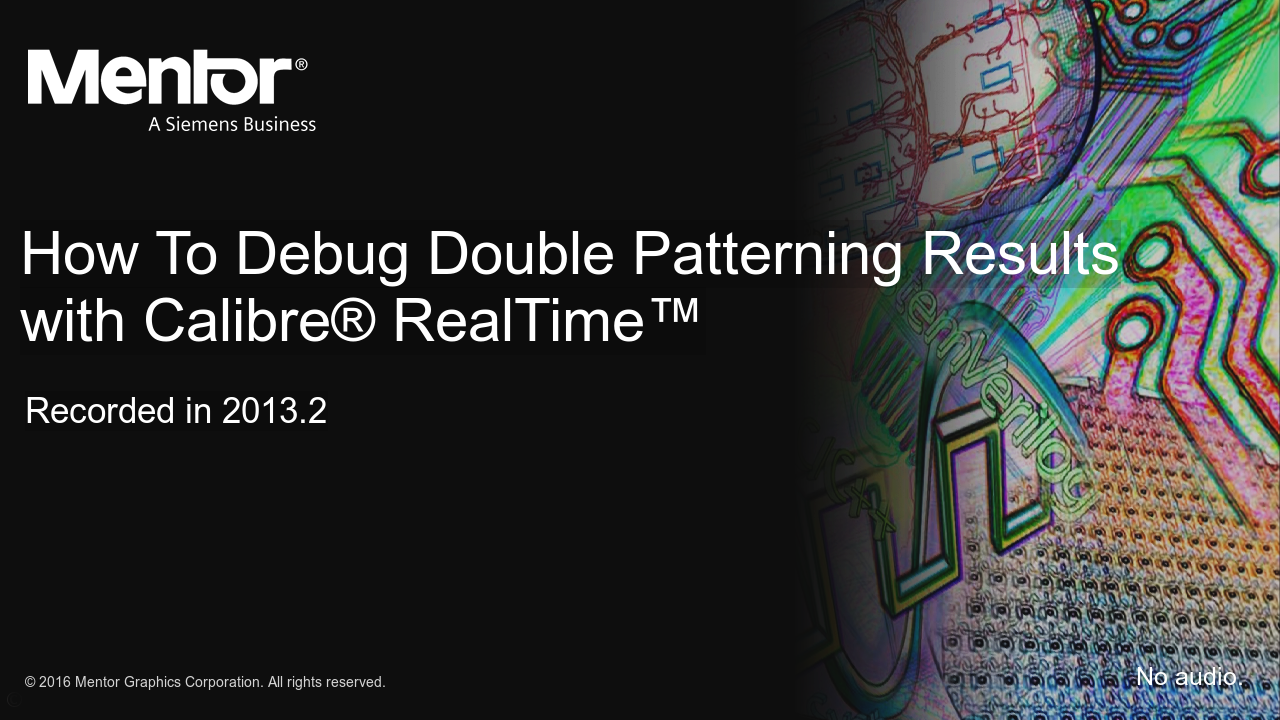 Mentor®
A Siemens Business
How To Debug Double Patterning Results
with Calibre® RealTime™
Recorded in 2013.2
temVerilog
C++
© 2016 Mentor Graphics Corporation. All rights reserved.
No audio.